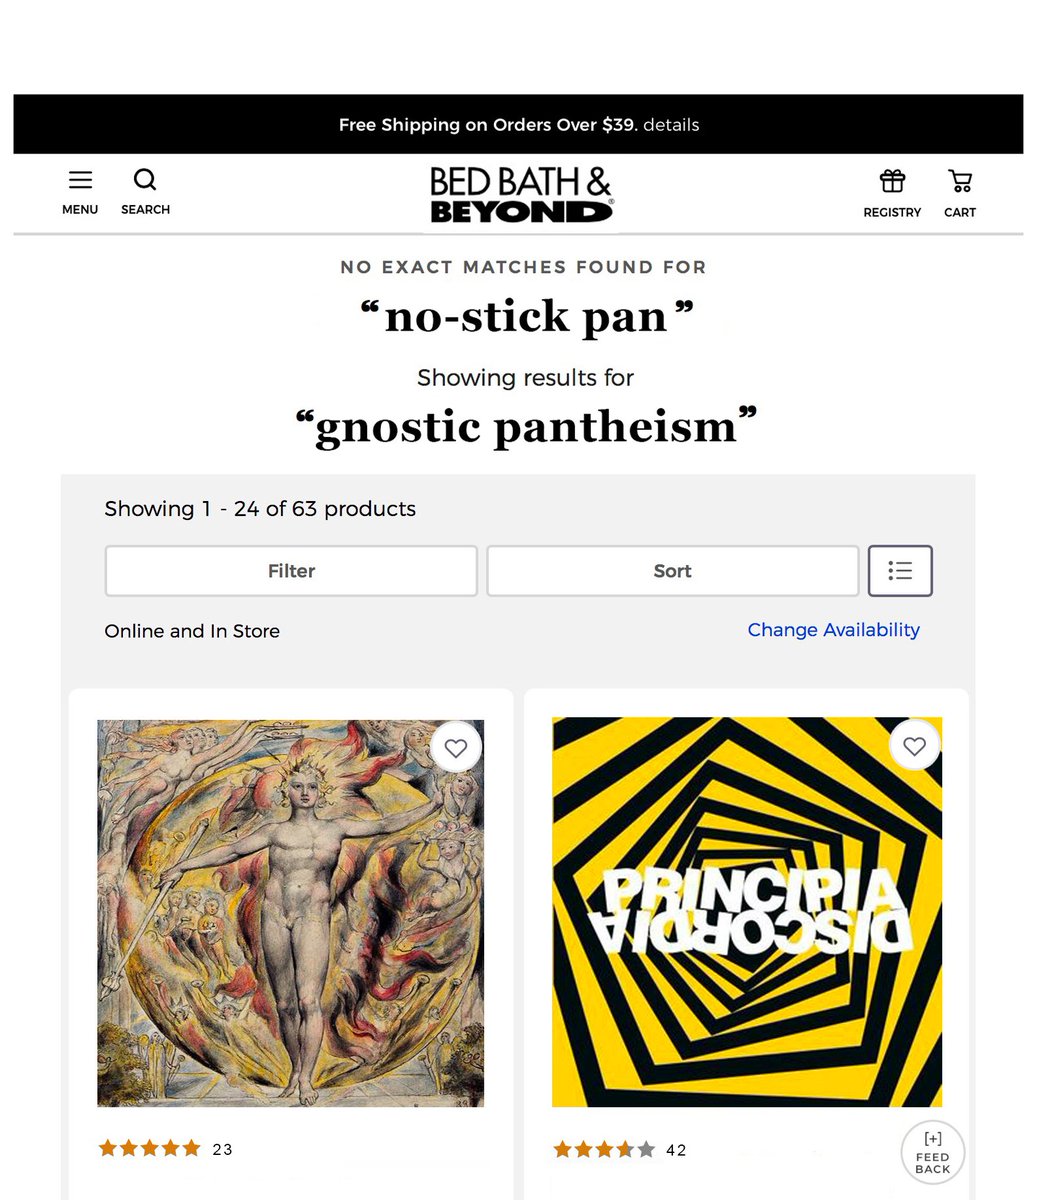 Free Shipping on Orders Over $39. details
MENU
SEARCH
BED BATH &
BEYOND®
REGISTRY
CART
NO EXACT MATCHES FOUND FOR
“no-stick pan”
Showing results for
“gnostic pantheism”
Showing 1 - 24 of 63 products
Filter
Sort
Online and In Store
Change Availability
PRINCIPIA
DISCORDIA
23
42
[+]
FEED
BACK